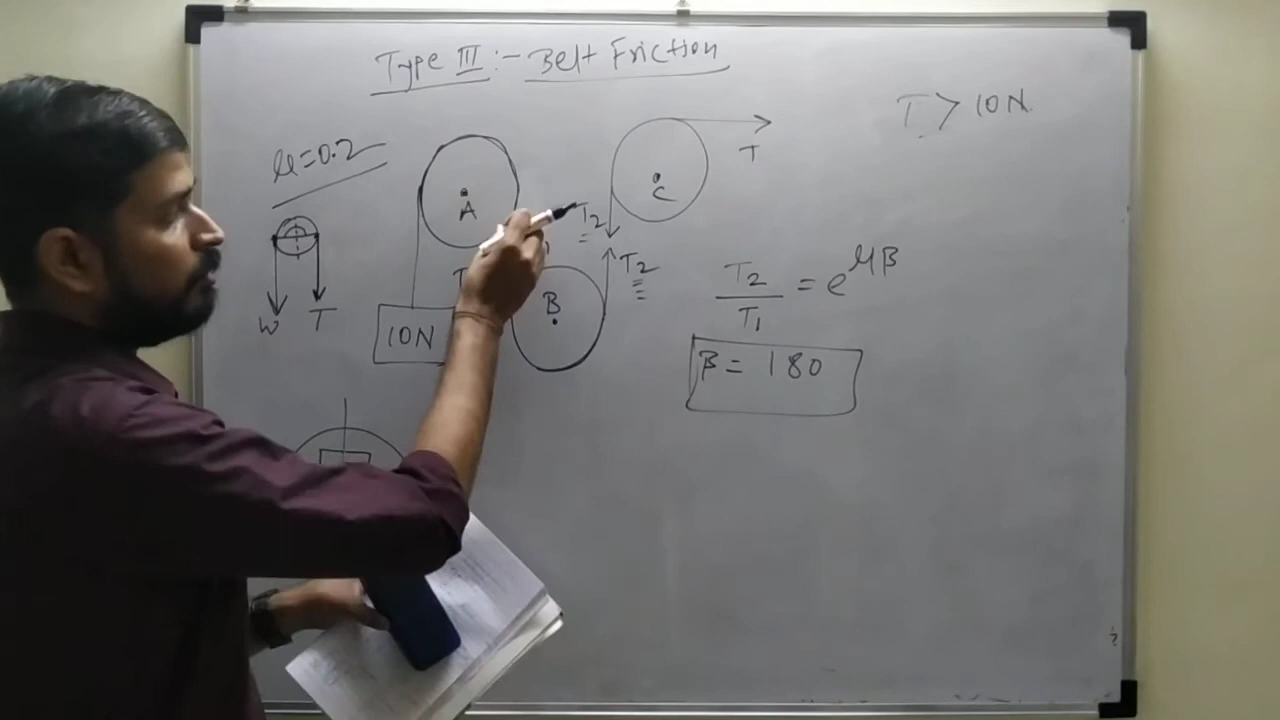 Type III :- Belt Friction
T > 10N
μ=0.2
A
C
T
T2
T2
B
W
T
10N
T2/T1 = e^μβ
β = 180